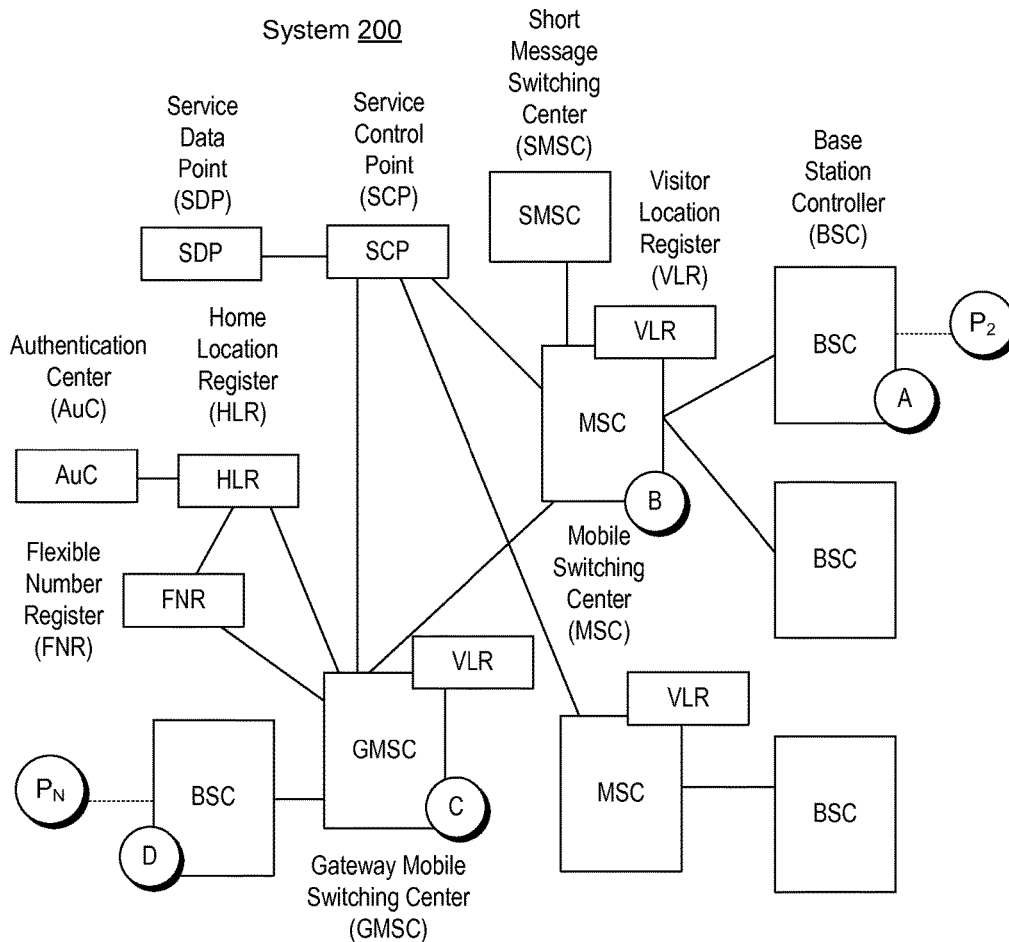 System 200
Short
Message
Switching
Center
(SMSC)
Service
Data
Point
(SDP)
Service
Control
Point
(SCP)
Base
Station
Controller
(BSC)
Visitor
Location
Register
(VLR)
SMSC
SDP
SCP
VLR
BSC
P2
A
Home
Location
Register
(HLR)
Authentication
Center
(AuC)
MSC
AuC
HLR
B
Mobile
Switching
Center
(MSC)
BSC
Flexible
Number
Register
(FNR)
FNR
VLR
VLR
GMSC
PN
BSC
C
D
MSC
BSC
Gateway Mobile
Switching Center
(GMSC)